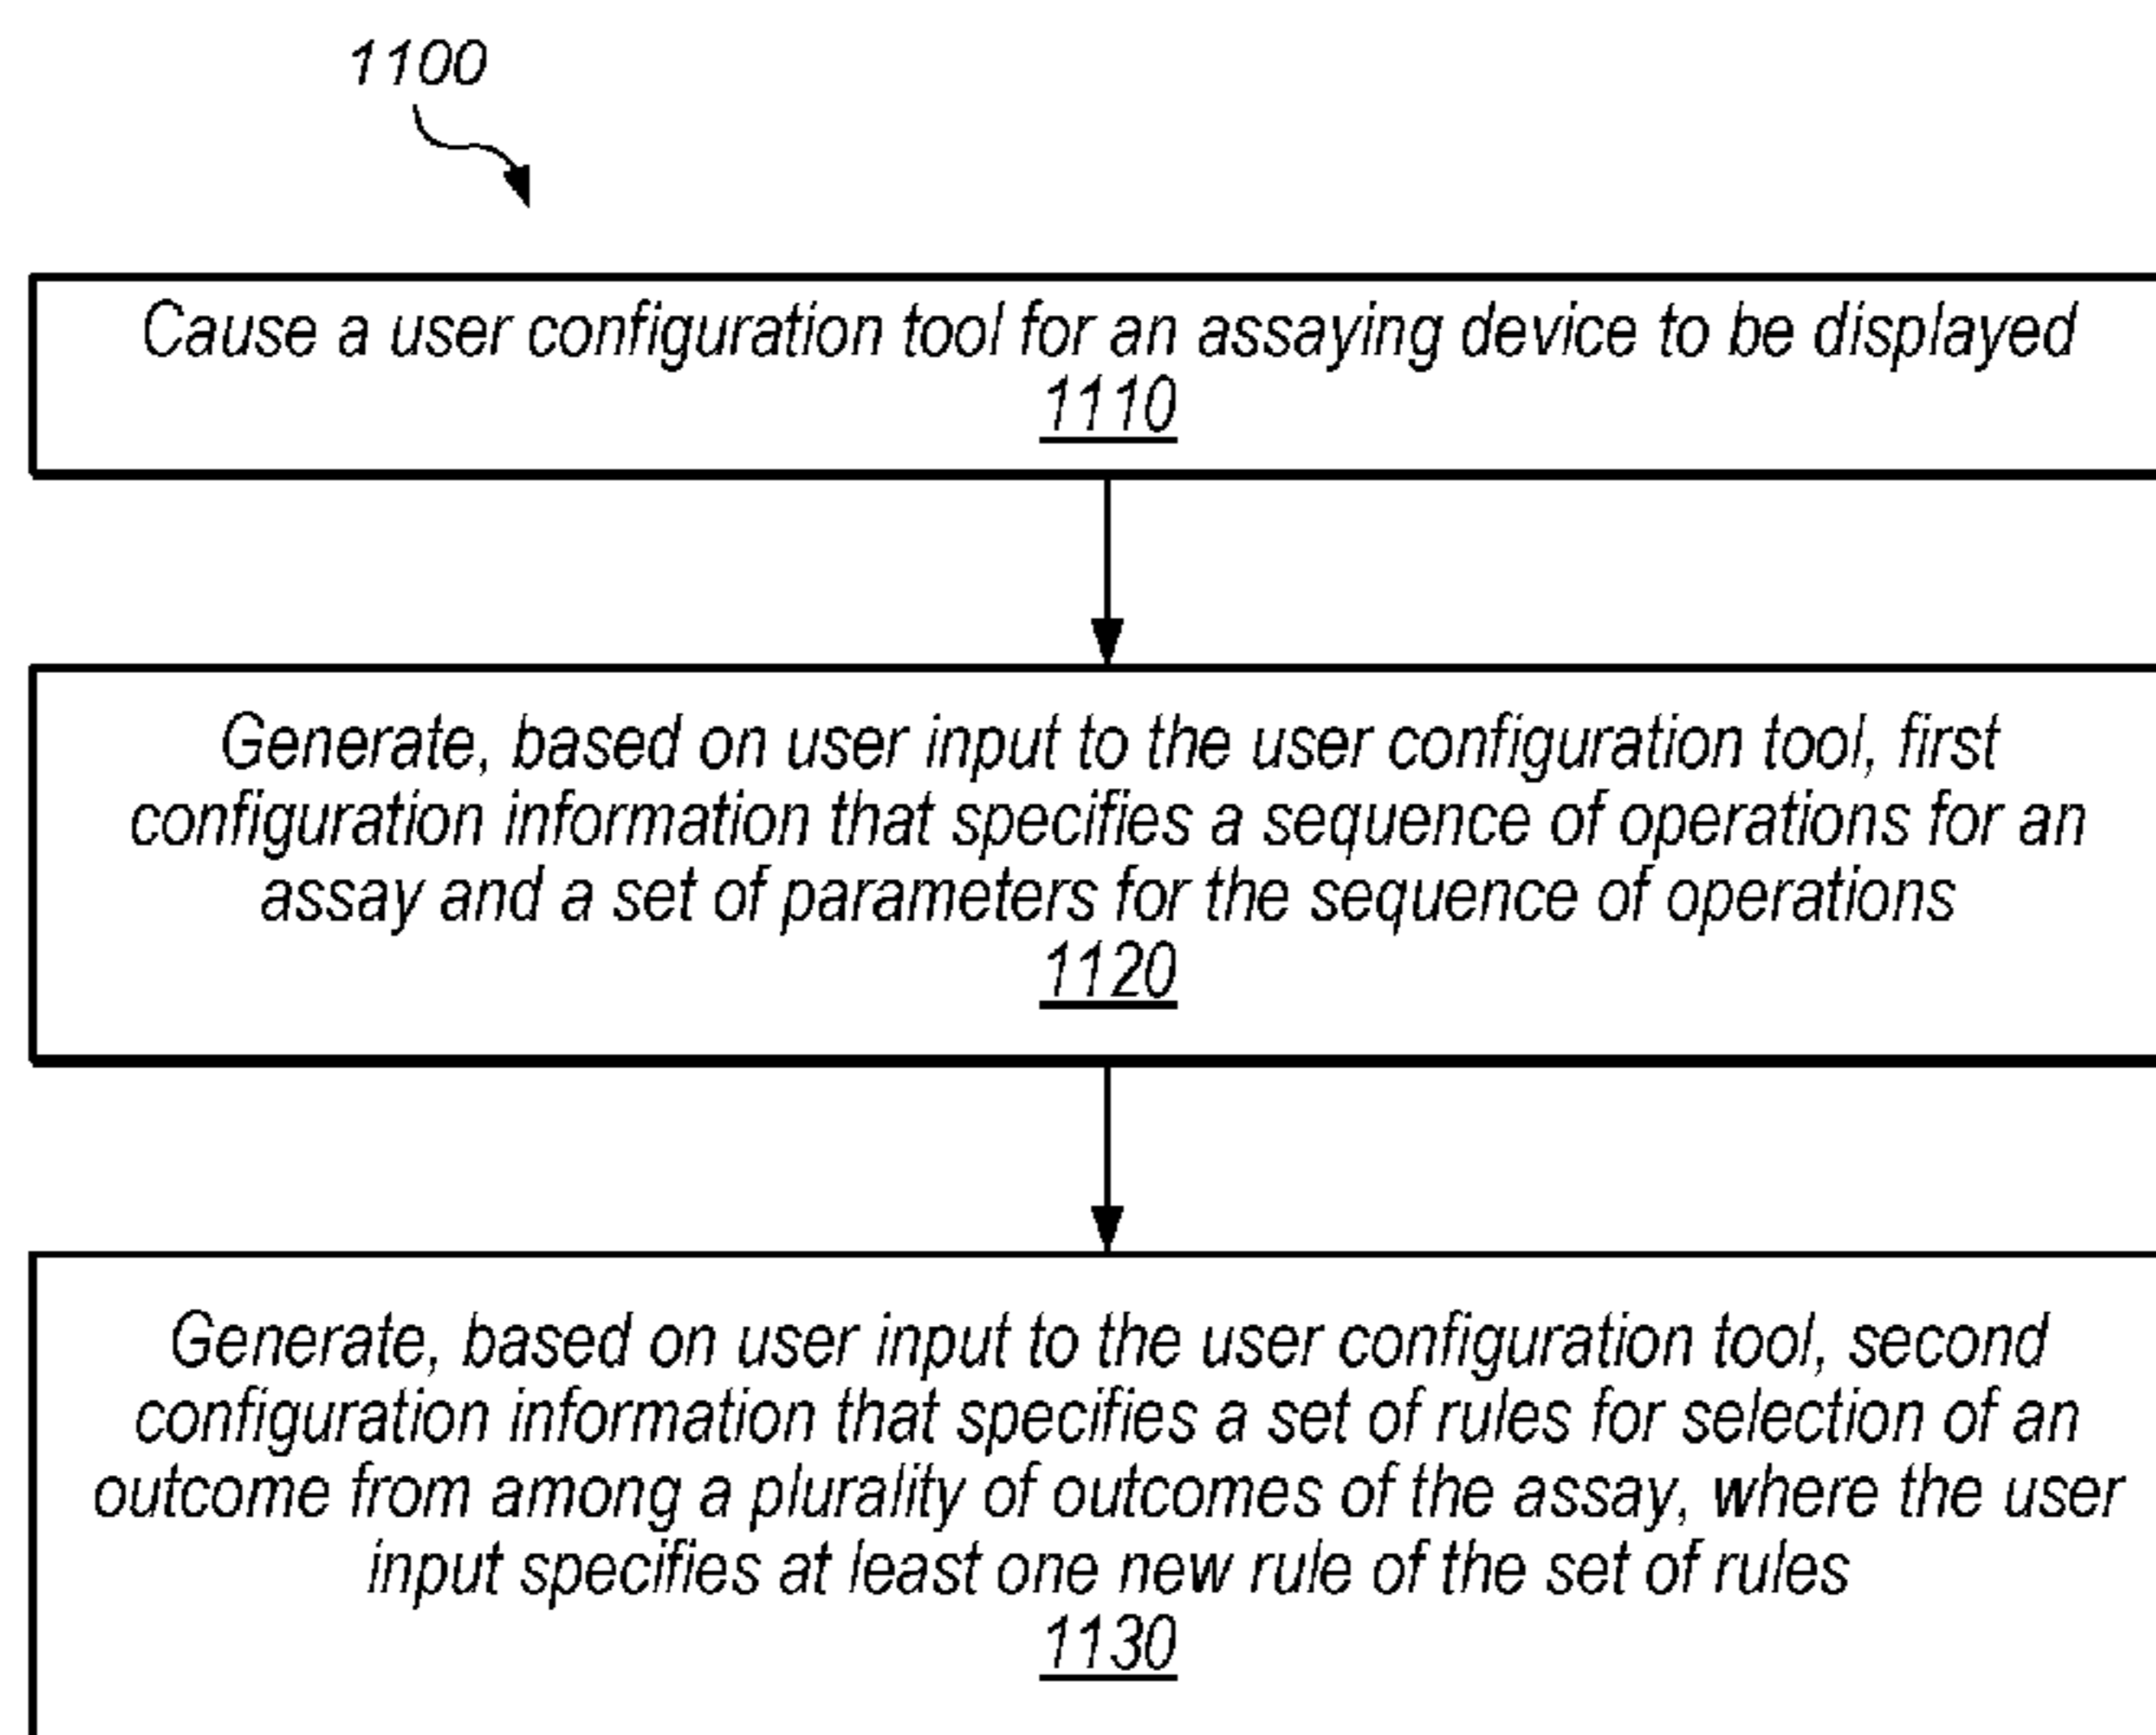 1100
Cause a user configuration tool for an assaying device to be displayed
1110
Generate, based on user input to the user configuration tool, first
configuration information that specifies a sequence of operations for an
assay and a set of parameters for the sequence of operations
1120
Generate, based on user input to the user configuration tool, second
configuration information that specifies a set of rules for selection of an
outcome from among a plurality of outcomes of the assay, where the user
input specifies at least one new rule of the set of rules
1130